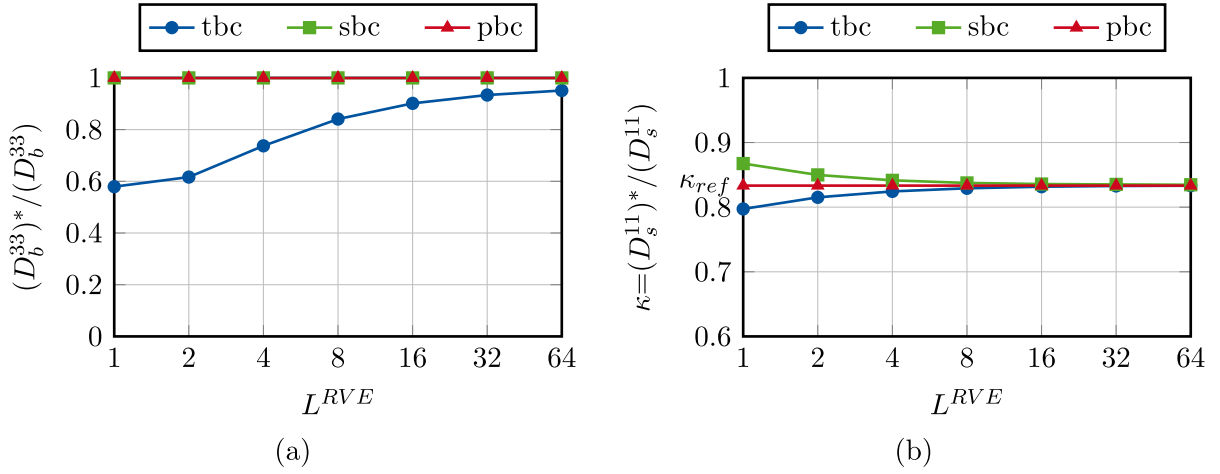 tbc sbc pbc
(D_b^{33})*/(D_b^{33})
1
0.8
0.6
0.4
0.2
0
1 2 4 8 16 32 64
L^{RVE}
(a)
tbc sbc pbc
κ=(D_s^{11})*/(D_s^{11})
1
0.9
κ_{ref}
0.8
0.7
0.6
1 2 4 8 16 32 64
L^{RVE}
(b)